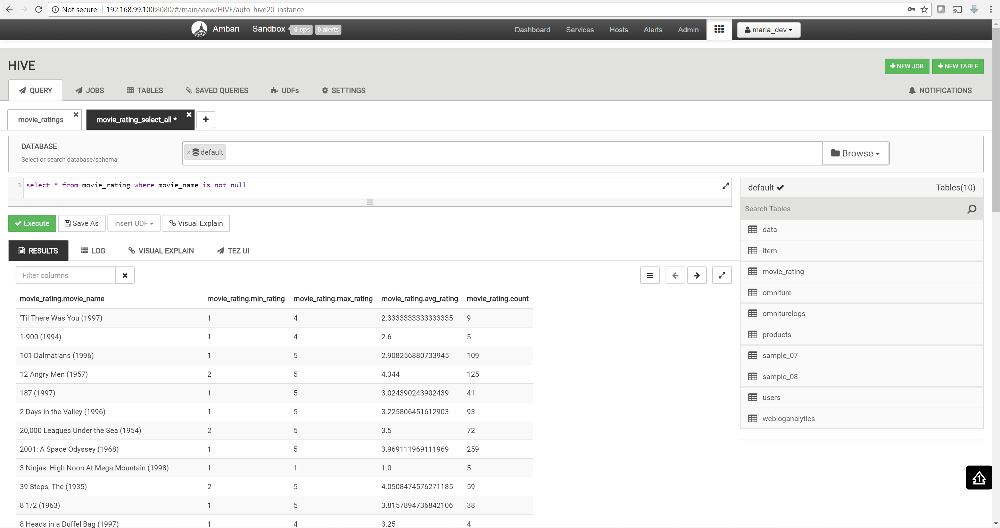 Not secure 192.168.99.100:8080/#/main/view/HIVE/auto_hive20_instance
Ambari Sandbox 0 ops 0 alerts Dashboard Services Hosts Alerts Admin maria_dev
HIVE
NEW JOB NEW TABLE
QUERY JOBS TABLES SAVED QUERIES UDFs SETTINGS NOTIFICATIONS
movie_ratings movie_rating_select_all *
DATABASE
Select or search database/schema
× default Browse
1 select * from movie_rating where movie_name is not null
Execute Save As Insert UDF Visual Explain
RESULTS LOG VISUAL EXPLAIN TEZ UI
Filter columns
movie_rating.movie_name movie_rating.min_rating movie_rating.max_rating movie_rating.avg_rating movie_rating.count
'Til There Was You (1997) 1 4 2.3333333333333335 9
1-900 (1994) 1 4 2.6 5
101 Dalmatians (1996) 1 5 2.908256880733945 109
12 Angry Men (1957) 2 5 4.344 125
187 (1997) 1 5 3.024390243902439 41
2 Days in the Valley (1996) 1 5 3.225806451612903 93
20,000 Leagues Under the Sea (1954) 2 5 3.5 72
2001: A Space Odyssey (1968) 1 5 3.969111969111969 259
3 Ninjas: High Noon At Mega Mountain (1998) 1 1 1.0 5
39 Steps, The (1935) 2 5 4.0508474576271185 59
8 1/2 (1963) 1 5 3.8157894736842106 38
8 Heads in a Duffel Bag (1997) 1 4 3.25 4
default Tables(10)
Search Tables
data
item
movie_rating
omniture
omniturelogs
products
sample_07
sample_08
users
webloganalytics
1